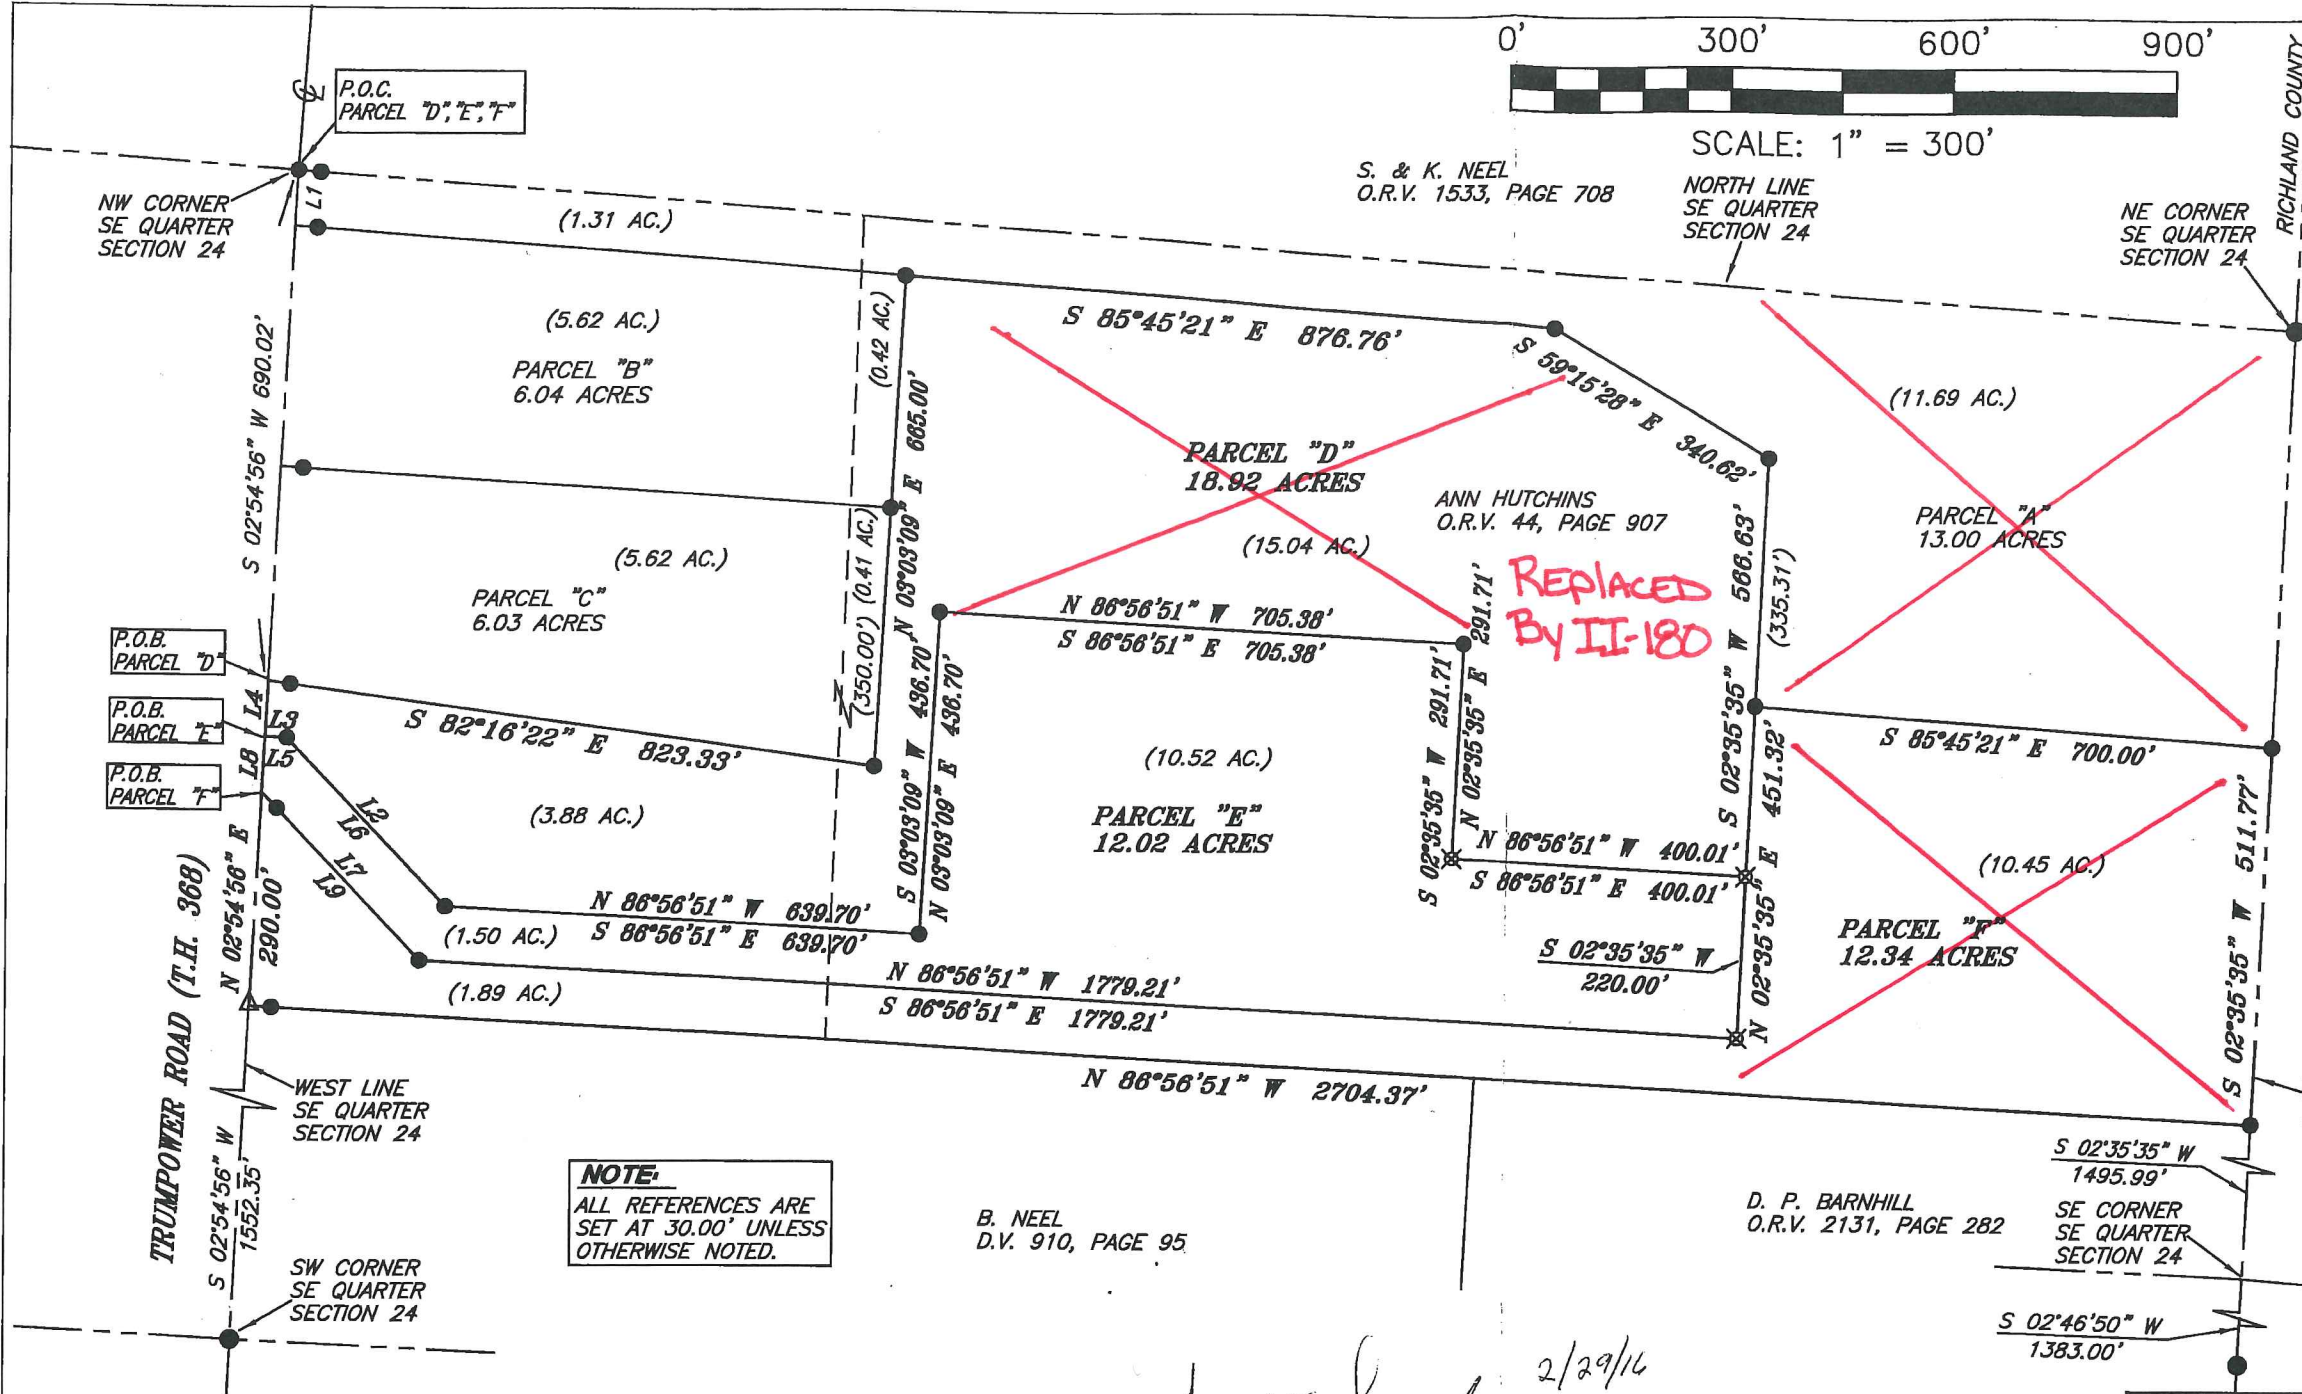 0' 300' 600' 900'
SCALE: 1" = 300'
RICHLAND COUNTY
P.O.C.
PARCEL "D","E","F"
NW CORNER
SE QUARTER
SECTION 24
L1
(1.31 AC.)
S. & K. NEEL
O.R.V. 1533, PAGE 708
NORTH LINE
SE QUARTER
SECTION 24
NE CORNER
SE QUARTER
SECTION 24
S 02°54'56" W 690.02'
(5.62 AC.)
PARCEL "B"
6.04 ACRES
(0.42 AC.)
N 03°03'09" E 665.00'
S 85°45'21" E 876.76'
S 59°15'28" E 340.62'
PARCEL "D"
18.92 ACRES
ANN HUTCHINS
O.R.V. 44, PAGE 907
(15.04 AC.)
REPLACED
By II-180
(11.69 AC.)
PARCEL "A"
13.00 ACRES
S 02°35'35" W 566.63'
(335.31')
(5.62 AC.)
PARCEL "C"
6.03 ACRES
(350.00') (0.41 AC.)
P.O.B.
PARCEL "D"
P.O.B.
PARCEL "E"
P.O.B.
PARCEL "F"
L4
L3
L8
L5
L2
L6
L7
L9
S 82°16'22" E 823.33'
(3.88 AC.)
S 03°03'09" W 436.70'
N 03°03'09" E 436.70'
N 86°56'51" W 705.38'
S 86°56'51" E 705.38'
(10.52 AC.)
PARCEL "E"
12.02 ACRES
S 02°35'35" W 291.71'
N 02°35'35" E 291.71'
N 86°56'51" W 400.01'
S 86°56'51" E 400.01'
S 02°35'35" W
220.00'
N 02°35'35" E 451.32'
S 85°45'21" E 700.00'
(10.45 AC.)
PARCEL "F"
12.34 ACRES
S 02°35'35" W 511.77'
N 86°56'51" W 639.70'
S 86°56'51" E 639.70'
(1.50 AC.)
N 86°56'51" W 1779.21'
S 86°56'51" E 1779.21'
(1.89 AC.)
N 86°56'51" W 2704.37'
N 02°54'56" E
290.00'
TRUMPOWER ROAD (T.H. 368)
WEST LINE
SE QUARTER
SECTION 24
S 02°54'56" W
1552.35'
SW CORNER
SE QUARTER
SECTION 24
NOTE:
ALL REFERENCES ARE
SET AT 30.00' UNLESS
OTHERWISE NOTED.
B. NEEL
D.V. 910, PAGE 95
D. P. BARNHILL
O.R.V. 2131, PAGE 282
S 02°35'35" W
1495.99'
SE CORNER
SE QUARTER
SECTION 24
S 02°46'50" W
1383.00'
2/29/16